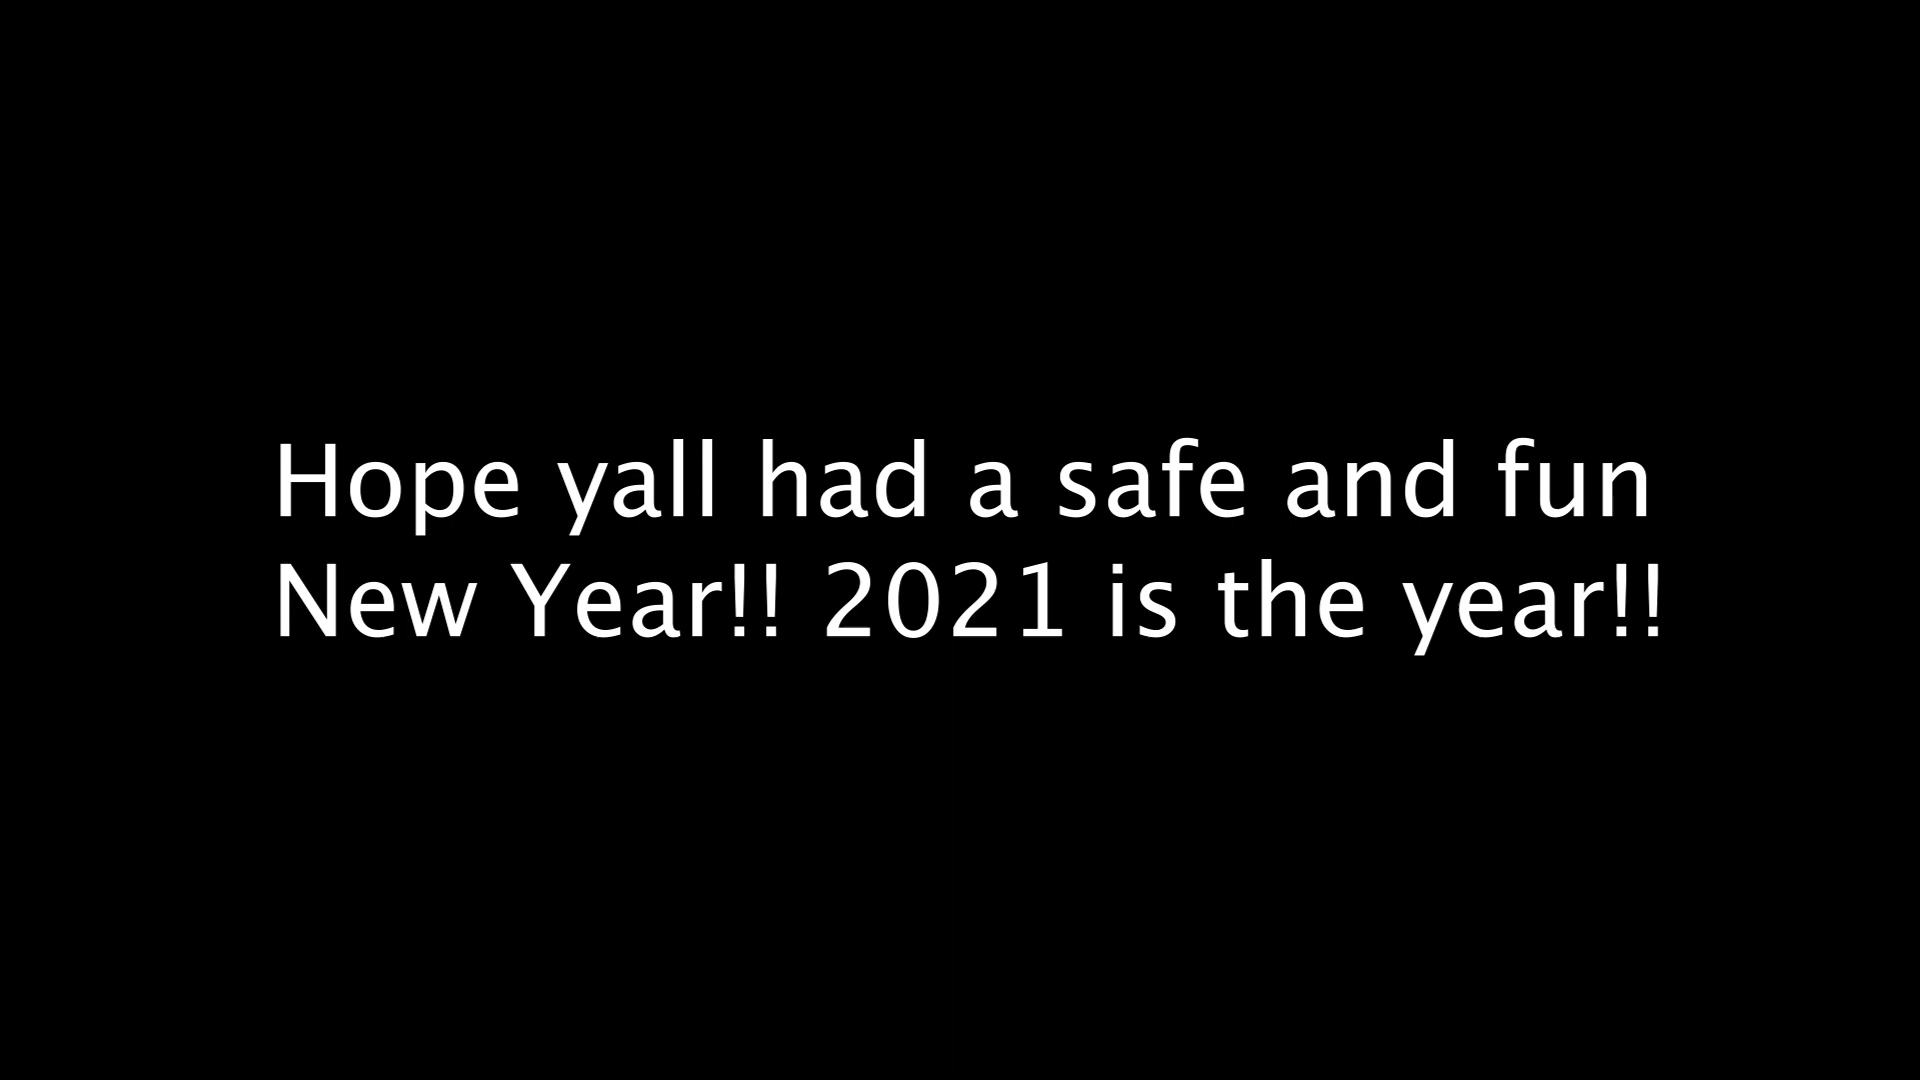 Hope yall had a safe and fun
New Year!! 2021 is the year!!